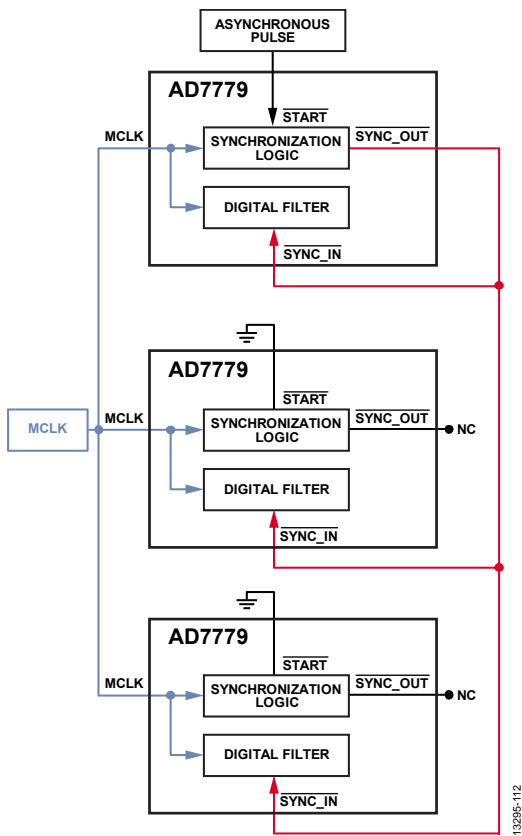 ASYNCHRONOUS
PULSE
AD7779
START
MCLK
SYNCHRONIZATION
LOGIC
SYNC_OUT
DIGITAL FILTER
SYNC_IN
AD7779
START
MCLK
MCLK
SYNCHRONIZATION
LOGIC
SYNC_OUT
NC
DIGITAL FILTER
SYNC_IN
AD7779
START
MCLK
SYNCHRONIZATION
LOGIC
SYNC_OUT
NC
DIGITAL FILTER
SYNC_IN
13295-112